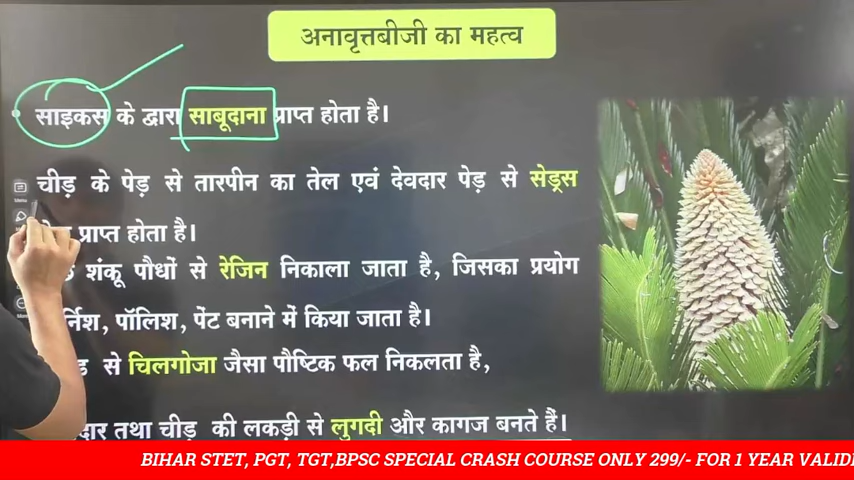 अनावृत्तबीजी का महत्व
साइकस के द्वारा साबूदाना प्राप्त होता है।
चीड़ के पेड़ से तारपीन का तेल एवं देवदार पेड़ से सेड्रस
प्राप्त होता है।
शंकू पौधों से रेजिन निकाला जाता है, जिसका प्रयोग
पॉलिश, पेंट बनाने में किया जाता है।
से चिलगोजा जैसा पौष्टिक फल निकलता है,
तथा चीड़ की लकड़ी से लुगदी और कागज बनते हैं।
BIHAR STET, PGT, TGT,BPSC SPECIAL CRASH COURSE ONLY 299/- FOR 1 YEAR